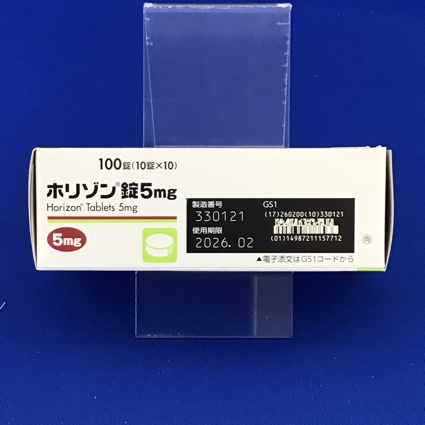 100錠(10錠×10)
ホリゾン®錠5mg
Horizon® Tablets 5mg
5mg
製造番号
330121
使用期限
2026.02
GS1
(17)260200(10)330121
(01)14987211157712
▲電子添文はGS1コードから